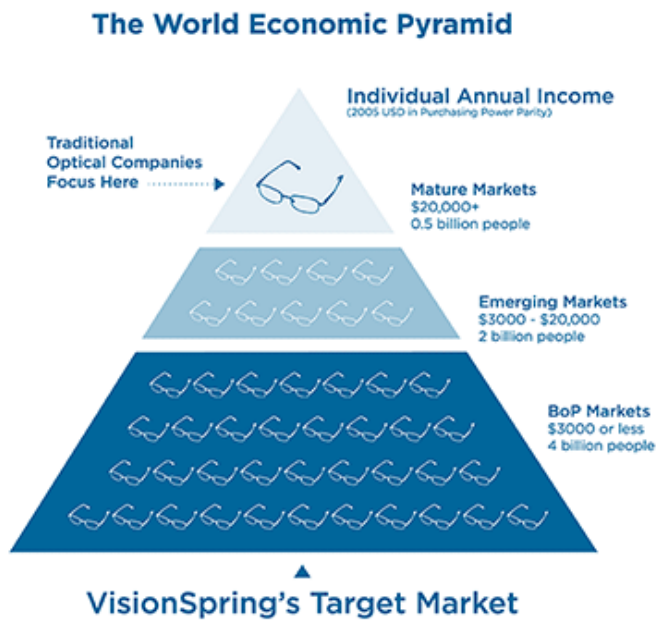 The World Economic Pyramid
Individual Annual Income
(2005 USD in Purchasing Power Parity)
Traditional
Optical Companies
Focus Here
Mature Markets
$20,000+
0.5 billion people
Emerging Markets
$3000 - $20,000
2 billion people
BoP Markets
$3000 or less
4 billion people
VisionSpring's Target Market